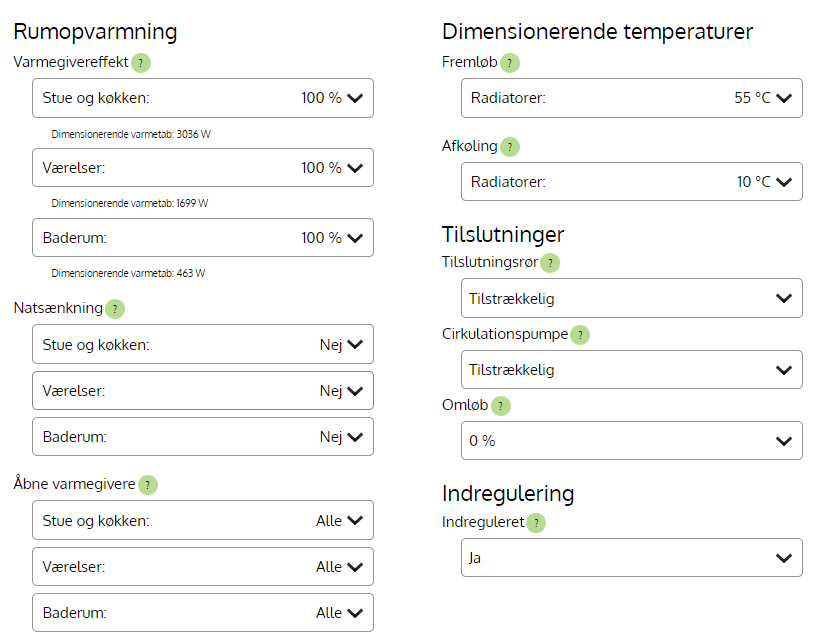 Rumopvarmning
Varmegivereffekt ?
Stue og køkken: 100 %
Dimensionerende varmetab: 3036 W
Værelser: 100 %
Dimensionerende varmetab: 1699 W
Baderum: 100 %
Dimensionerende varmetab: 463 W
Natsænkning ?
Stue og køkken: Nej
Værelser: Nej
Baderum: Nej
Åbne varmegivere ?
Stue og køkken: Alle
Værelser: Alle
Baderum: Alle
Dimensionerende temperaturer
Fremløb ?
Radiatorer: 55 °C
Afkøling ?
Radiatorer: 10 °C
Tilslutninger
Tilslutningsrør ?
Tilstrækkelig
Cirkulationspumpe ?
Tilstrækkelig
Omløb ?
0 %
Indregulering
Indreguleret ?
Ja